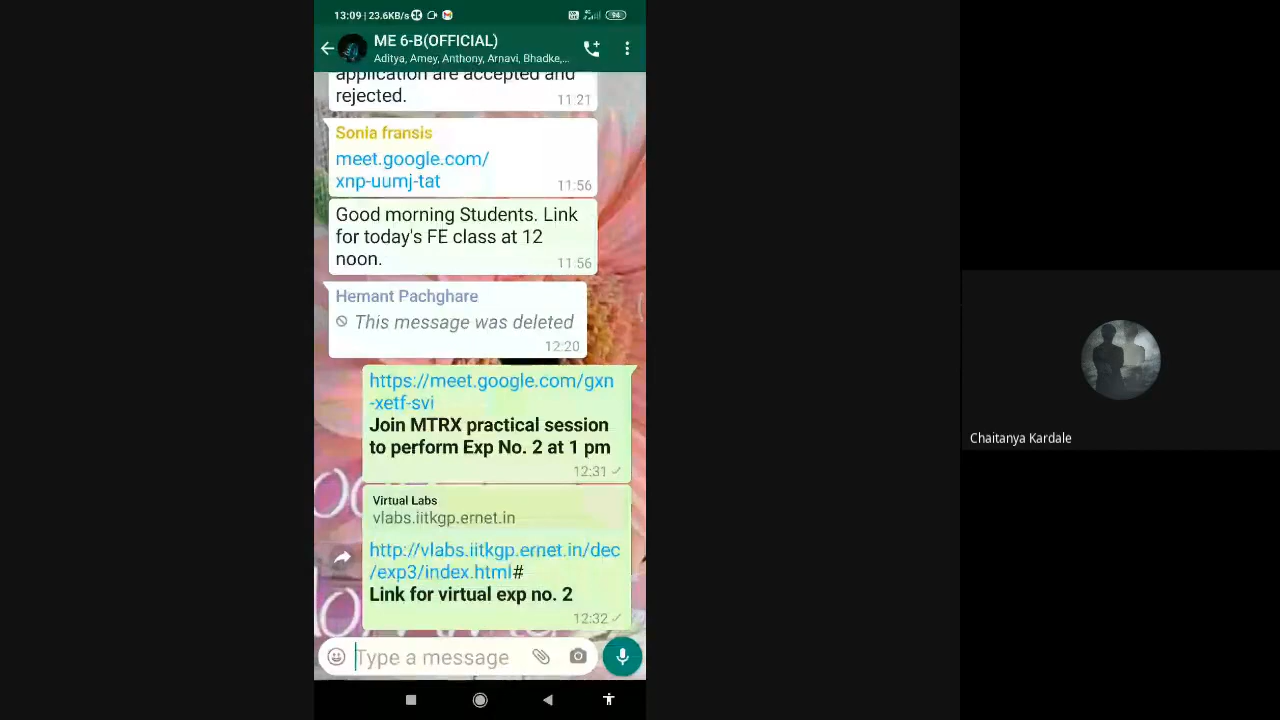 13:09 | 23.6KB/s
94
ME 6-B(OFFICIAL)
Aditya, Amey, Anthony, Arnavi, Bhadke,...
application are accepted and
rejected.
11:21
Sonia fransis
meet.google.com/
xnp-uumj-tat
11:56
Good morning Students. Link
for today's FE class at 12
noon.
11:56
Hemant Pachghare
This message was deleted
12:20
https://meet.google.com/gxn
-xetf-svi
Join MTRX practical session
to perform Exp No. 2 at 1 pm
12:31
Virtual Labs
vlabs.iitkgp.ernet.in
http://vlabs.iitkgp.ernet.in/dec
/exp3/index.html#
Link for virtual exp no. 2
12:32
Type a message
Chaitanya Kardale